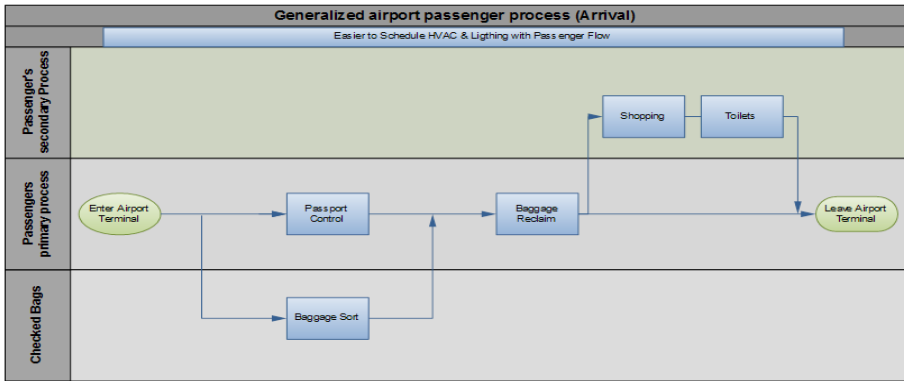 Generalized airport passenger process (Arrival)
Easier to Schedule HVAC & Ligthing with Passenger Flow
Passenger's
secondary Process
Shopping
Toilets
Passengers
primary process
Enter Airport
Terminal
Passport
Control
Baggage
Reclaim
Leave Airport
Terminal
Checked Bags
Baggage Sort